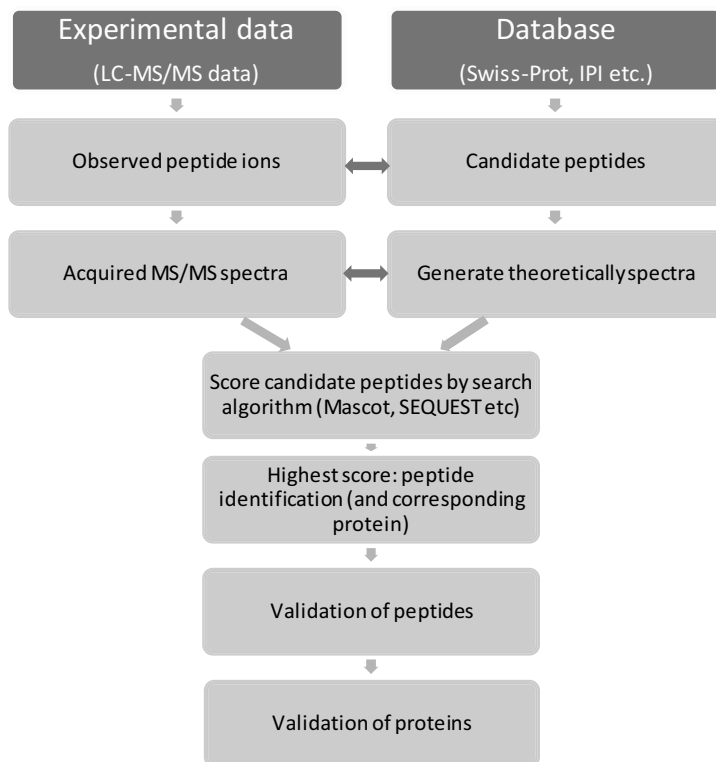 Experimental data
(LC-MS/MS data)
Database
(Swiss-Prot, IPI etc.)
Observed peptide ions
Candidate peptides
Acquired MS/MS spectra
Generate theoretically spectra
Score candidate peptides by search
algorithm (Mascot, SEQUEST etc)
Highest score: peptide
identification (and corresponding
protein)
Validation of peptides
Validation of proteins